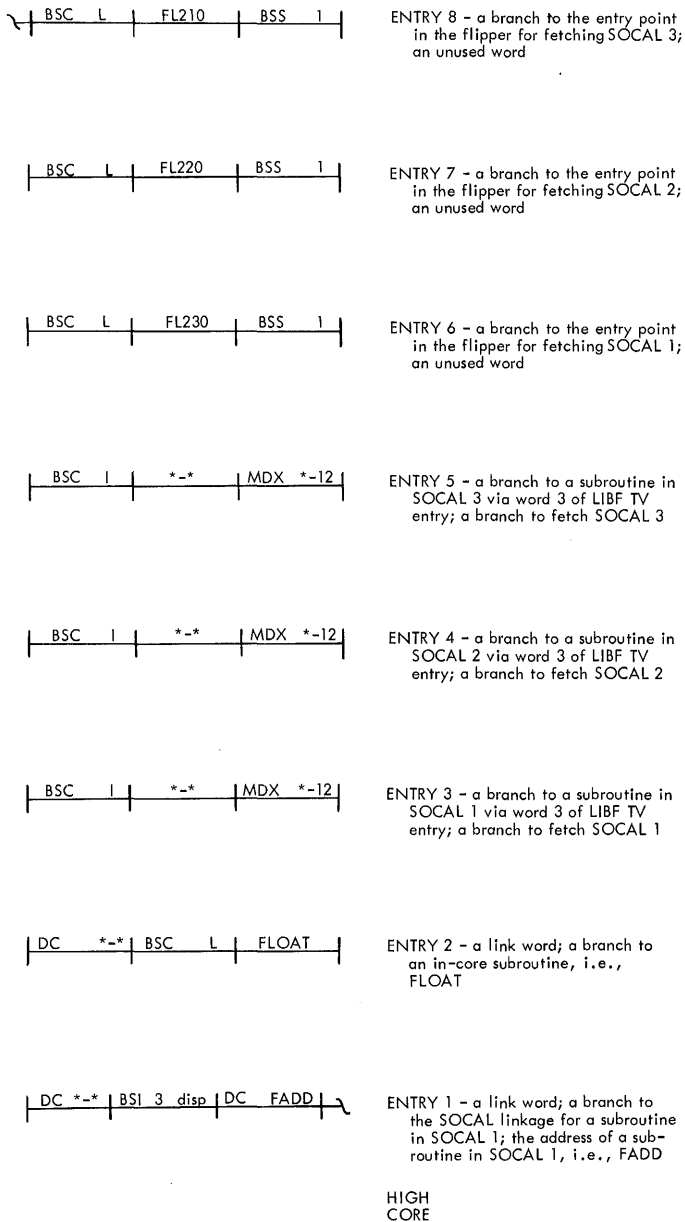 BSC L FL210 BSS 1
ENTRY 8 - a branch to the entry point
in the flipper for fetching SOCAL 3;
an unused word
BSC L FL220 BSS 1
ENTRY 7 - a branch to the entry point
in the flipper for fetching SOCAL 2;
an unused word
BSC L FL230 BSS 1
ENTRY 6 - a branch to the entry point
in the flipper for fetching SOCAL 1;
an unused word
BSC I *-* MDX *-12
ENTRY 5 - a branch to a subroutine in
SOCAL 3 via word 3 of LIBF TV
entry; a branch to fetch SOCAL 3
BSC I *-* MDX *-12
ENTRY 4 - a branch to a subroutine in
SOCAL 2 via word 3 of LIBF TV
entry; a branch to fetch SOCAL 2
BSC I *-* MDX *-12
ENTRY 3 - a branch to a subroutine in
SOCAL 1 via word 3 of LIBF TV
entry; a branch to fetch SOCAL 1
DC *-* BSC L FLOAT
ENTRY 2 - a link word; a branch to
an in-core subroutine, i.e.,
FLOAT
DC *-* BSI 3 disp DC FADD
ENTRY 1 - a link word; a branch to
the SOCAL linkage for a subroutine
in SOCAL 1; the address of a sub-
routine in SOCAL 1, i.e., FADD
HIGH
CORE